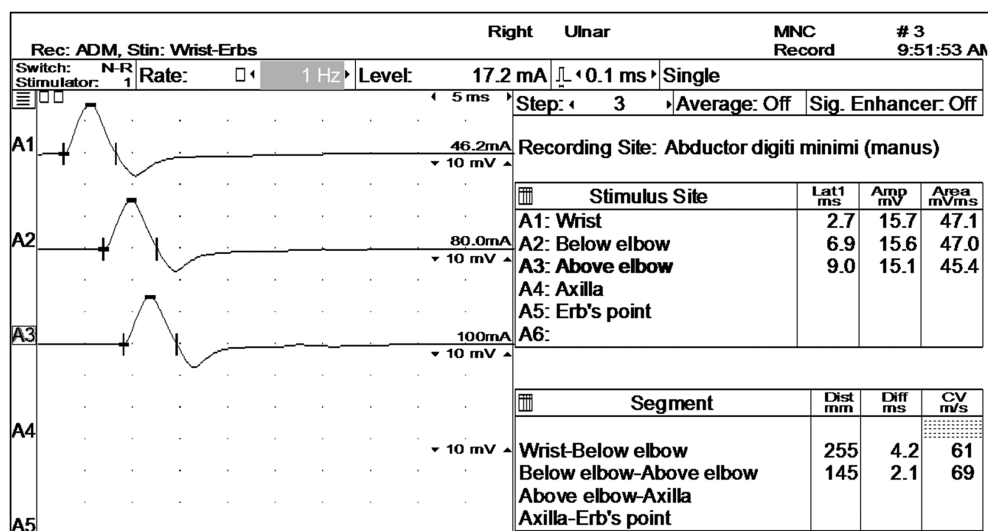 Right Ulnar MNC # 3
Rec: ADM, Stin: Wrist-Erbs Record 9:51:53 AM
Switch: N-R
Stimulator: 1
Rate: 1 Hz Level: 17.2 mA 0.1 ms Single
5 ms Step: 3 Average: Off Sig. Enhancer: Off
A1 46.2mA
10 mV
Recording Site: Abductor digiti minimi (manus)
Stimulus Site Lat1 ms Amp mV Area mVms
A1: Wrist 2.7 15.7 47.1
A2: Below elbow 6.9 15.6 47.0
A3: Above elbow 9.0 15.1 45.4
A4: Axilla
A5: Erb's point
A6:
A2 80.0mA
10 mV
A3 100mA
10 mV
A4 10 mV
A5
Segment Dist mm Diff ms CV m/s
Wrist-Below elbow 255 4.2 61
Below elbow-Above elbow 145 2.1 69
Above elbow-Axilla
Axilla-Erb's point